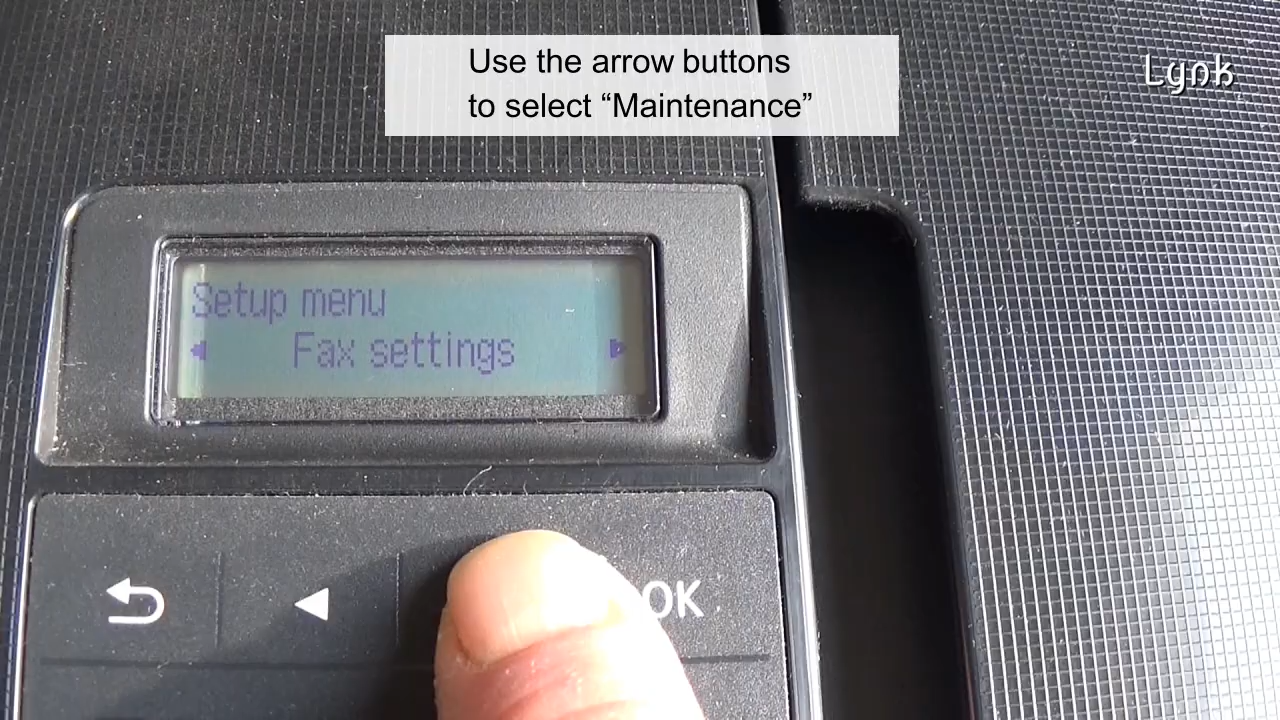 Use the arrow buttons
to select “Maintenance”
Lynk
Setup menu
Fax settings
OK